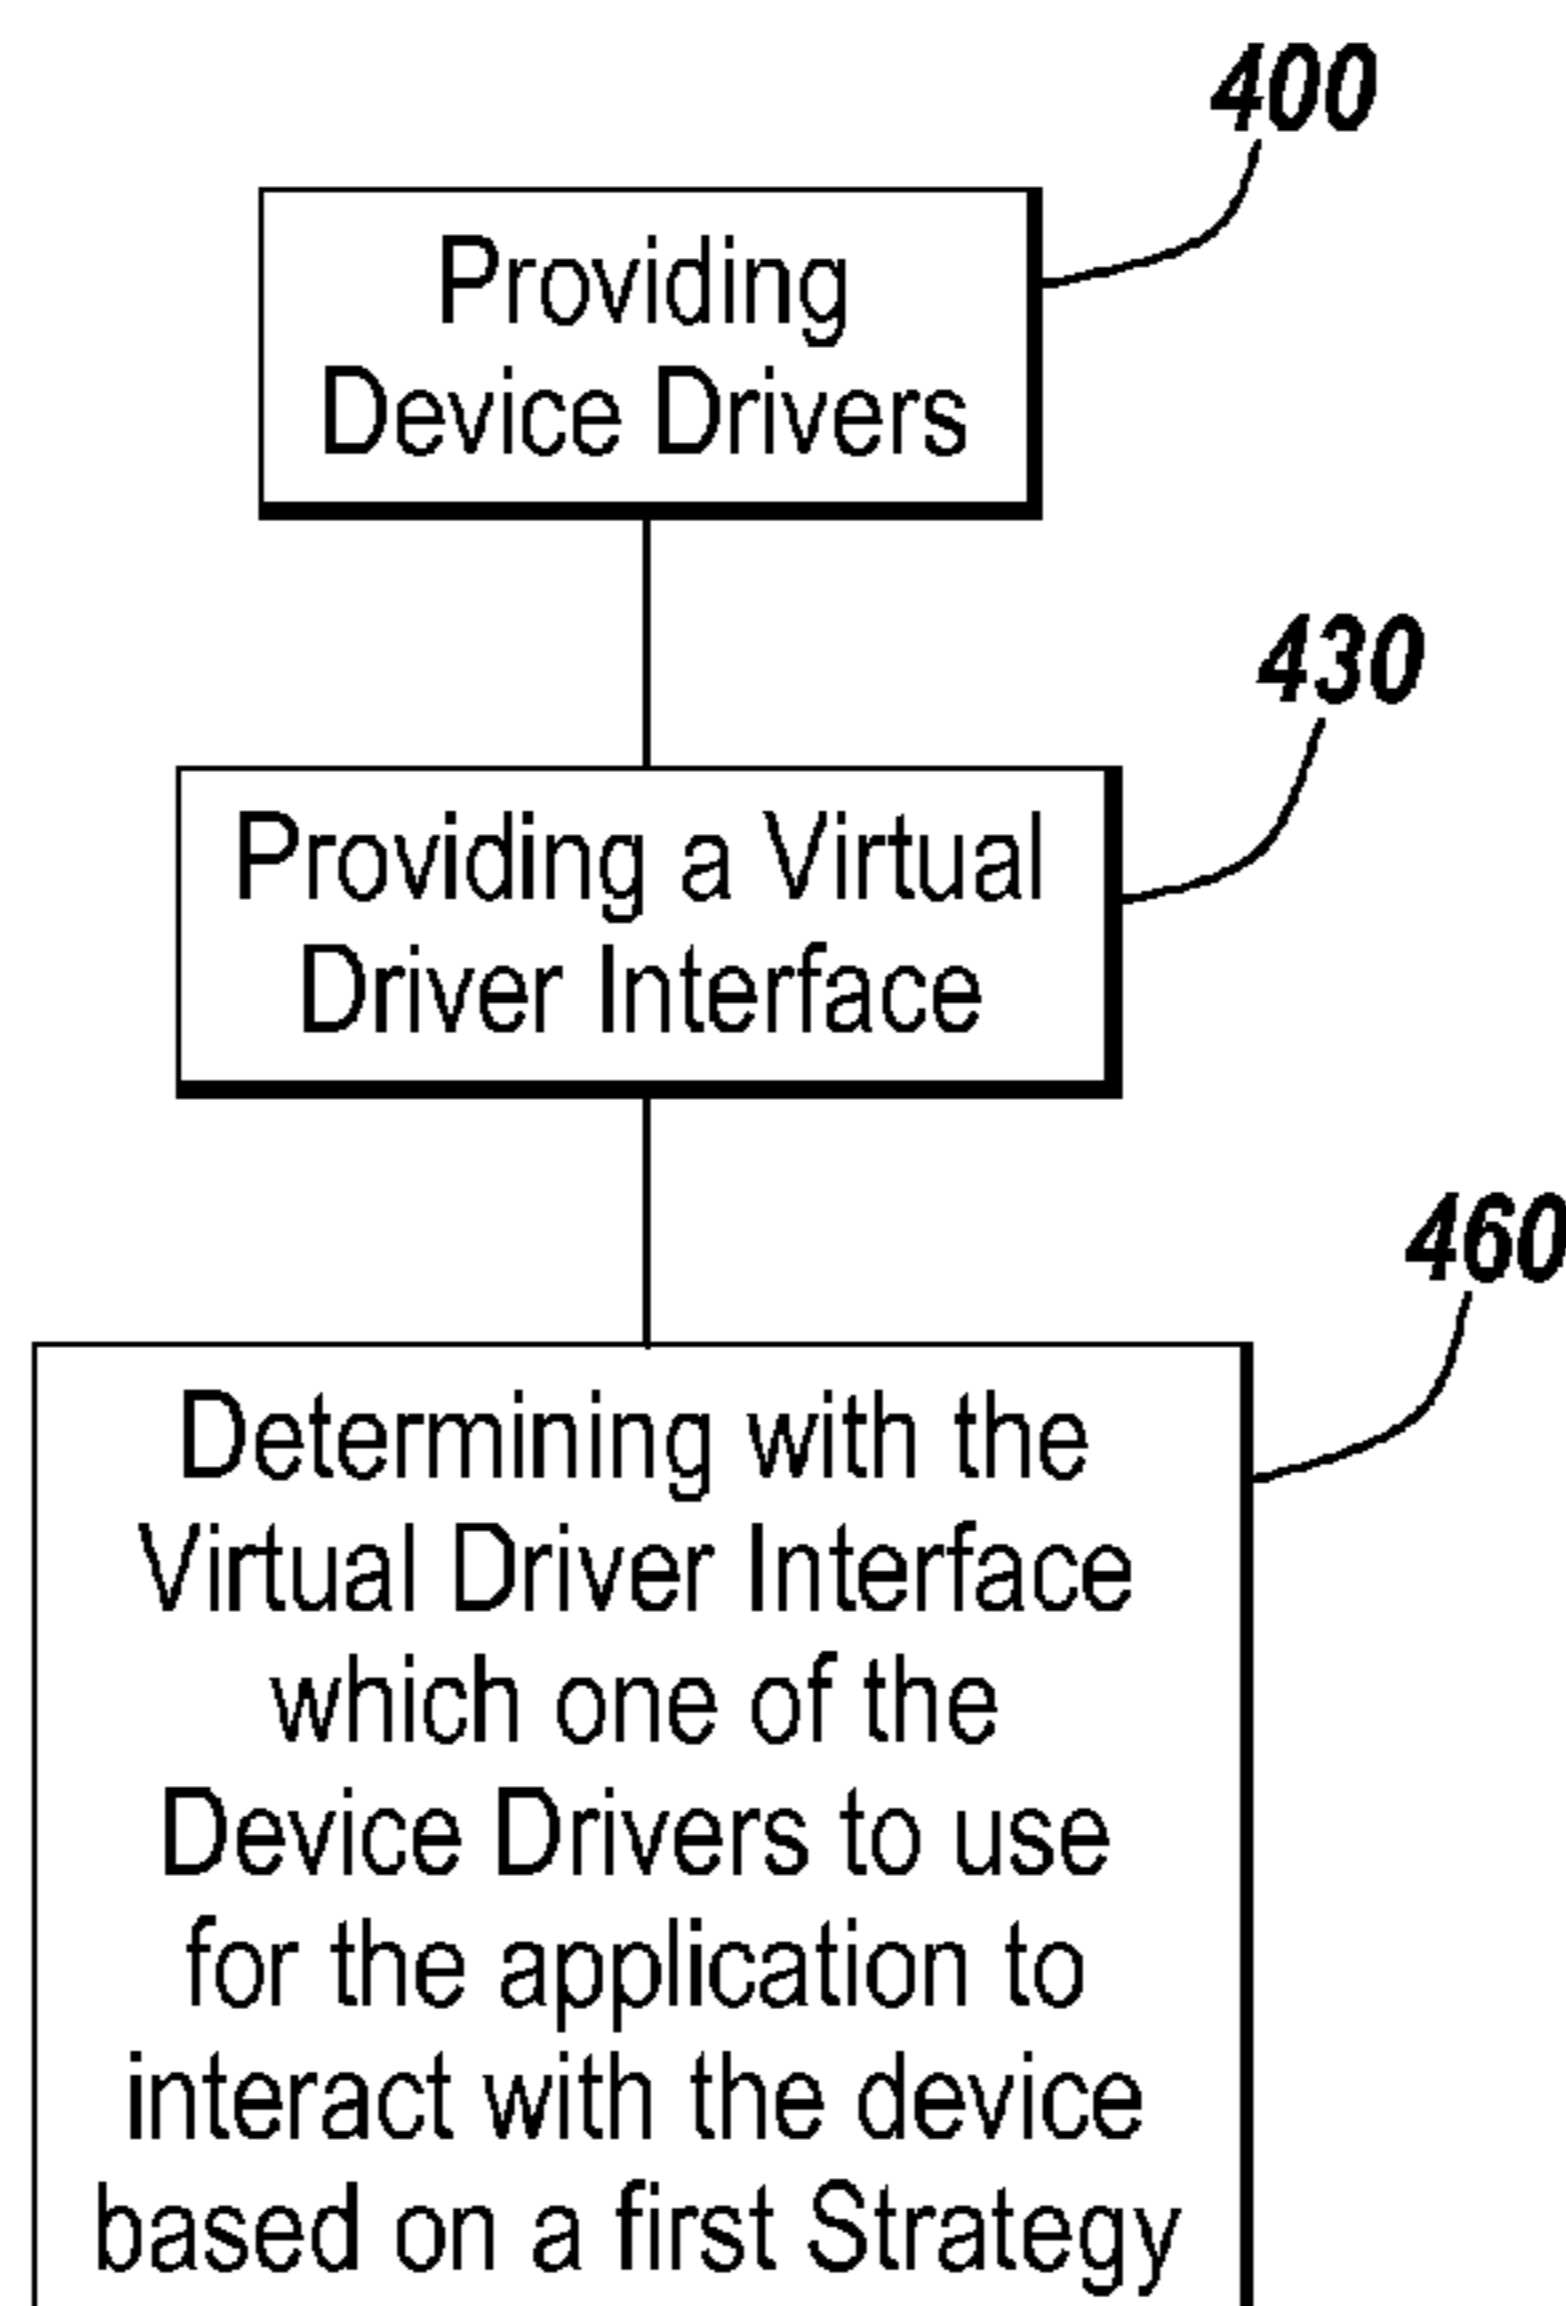 400
Providing
Device Drivers
430
Providing a Virtual
Driver Interface
460
Determining with the
Virtual Driver Interface
which one of the
Device Drivers to use
for the application to
interact with the device
based on a first Strategy